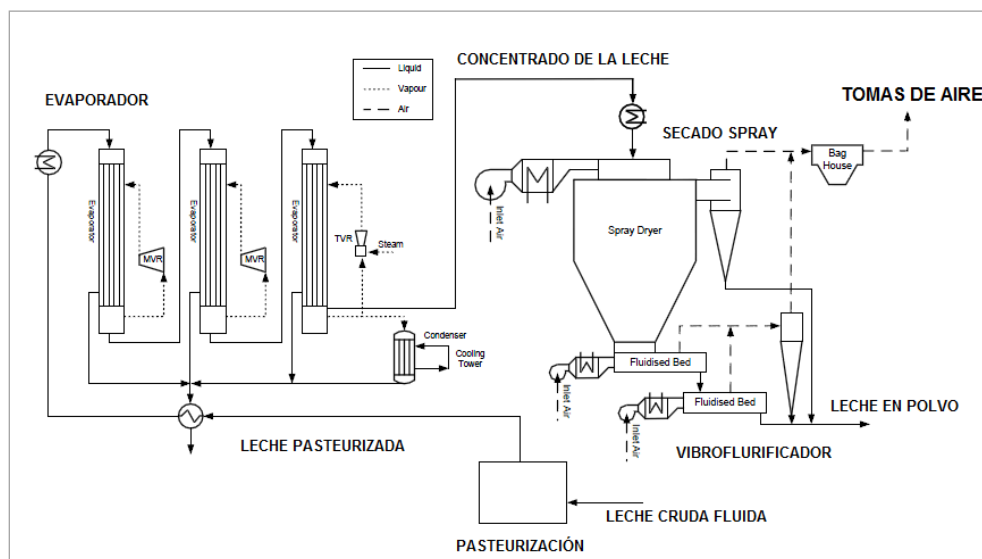 CONCENTRADO DE LA LECHE
Liquid
Vapour
Air
EVAPORADOR
TOMAS DE AIRE
SECADO SPRAY
Bag
House
Evaporator
Evaporator
Evaporator
Inlet Air
Spray Dryer
TVR
Steam
MVR
MVR
Condenser
Cooling
Tower
Fluidised Bed
Inlet Air
Fluidised Bed
Inlet Air
LECHE EN POLVO
LECHE PASTEURIZADA
VIBROFLURIFICADOR
LECHE CRUDA FLUIDA
PASTEURIZACIÓN